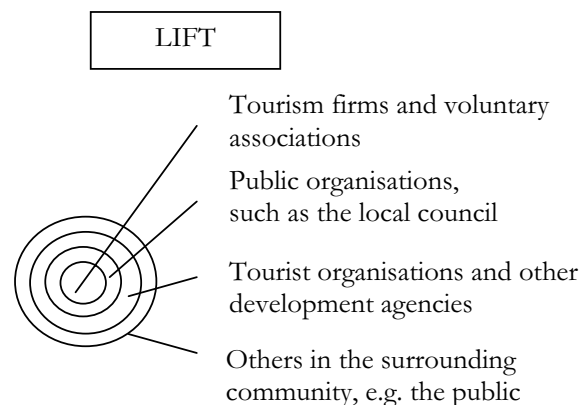 LIFT
Tourism firms and voluntary
associations
Public organisations,
such as the local council
Tourist organisations and other
development agencies
Others in the surrounding
community, e.g. the public